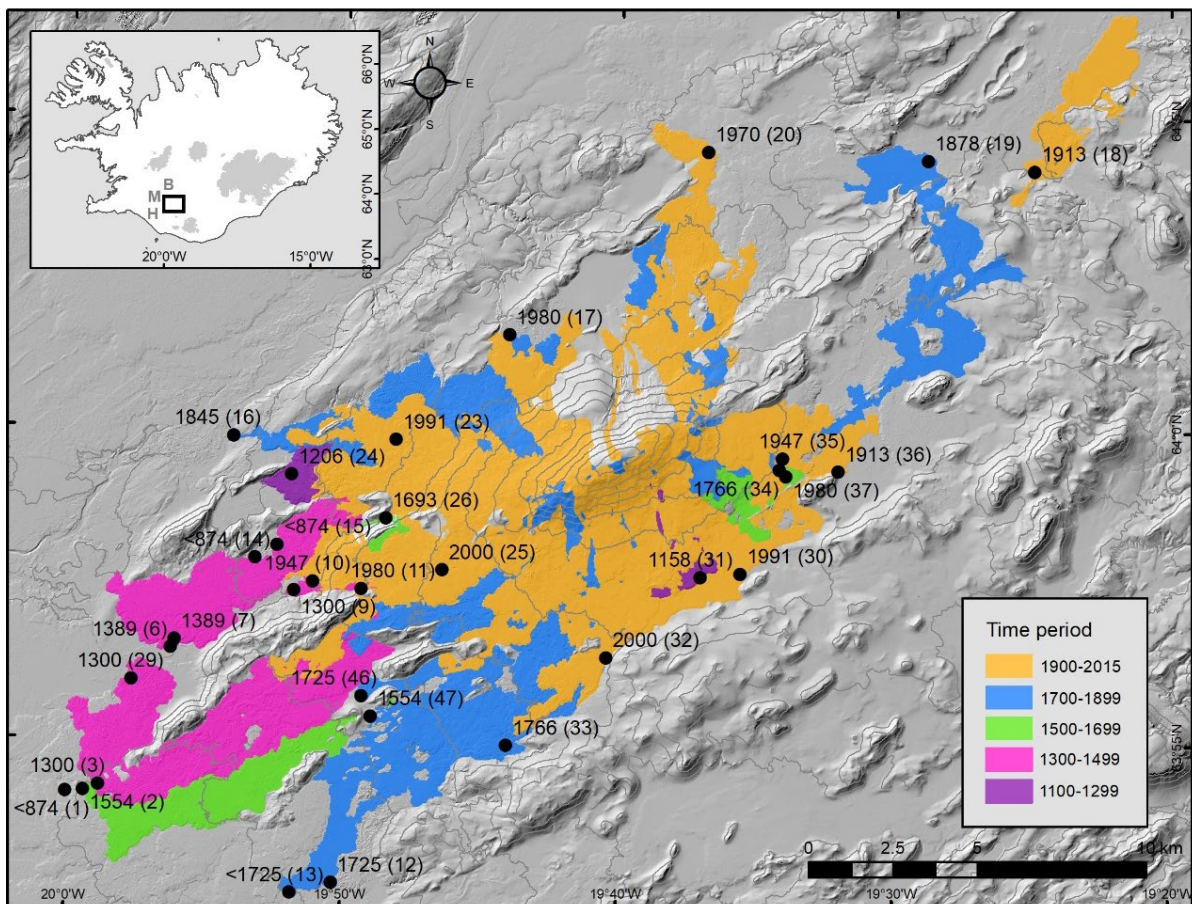 66°0'N
65°0'N
64°0'N
63°0'N
20°0'W
15°0'W
B
M
H
N
W
E
S
1970 (20)
1878 (19)
1913 (18)
64°5'N
1980 (17)
1845 (16)
1991 (23)
1206 (24)
1947 (35)
1913 (36)
64°0'N
1693 (26)
1766 (34)
1980 (37)
<874 (15)
<874 (14)
1947 (10)
1980 (11)
2000 (25)
1158 (31)
1991 (30)
1300 (9)
1389 (7)
1389 (6)
1300 (29)
2000 (32)
1725 (46)
1554 (47)
1766 (33)
63°55'N
1300 (3)
1554 (2)
<874 (1)
<1725 (13)
1725 (12)
Time period
1900-2015
1700-1899
1500-1699
1300-1499
1100-1299
0
2.5
5
10 km
20°0'W
19°50'W
19°40'W
19°30'W
19°20'W